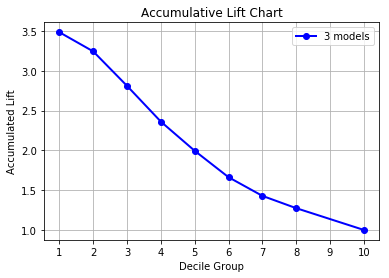 Accumulative Lift Chart
3 models
Accumulated Lift
3.5
3.0
2.5
2.0
1.5
1.0
1 2 3 4 5 6 7 8 9 10
Decile Group